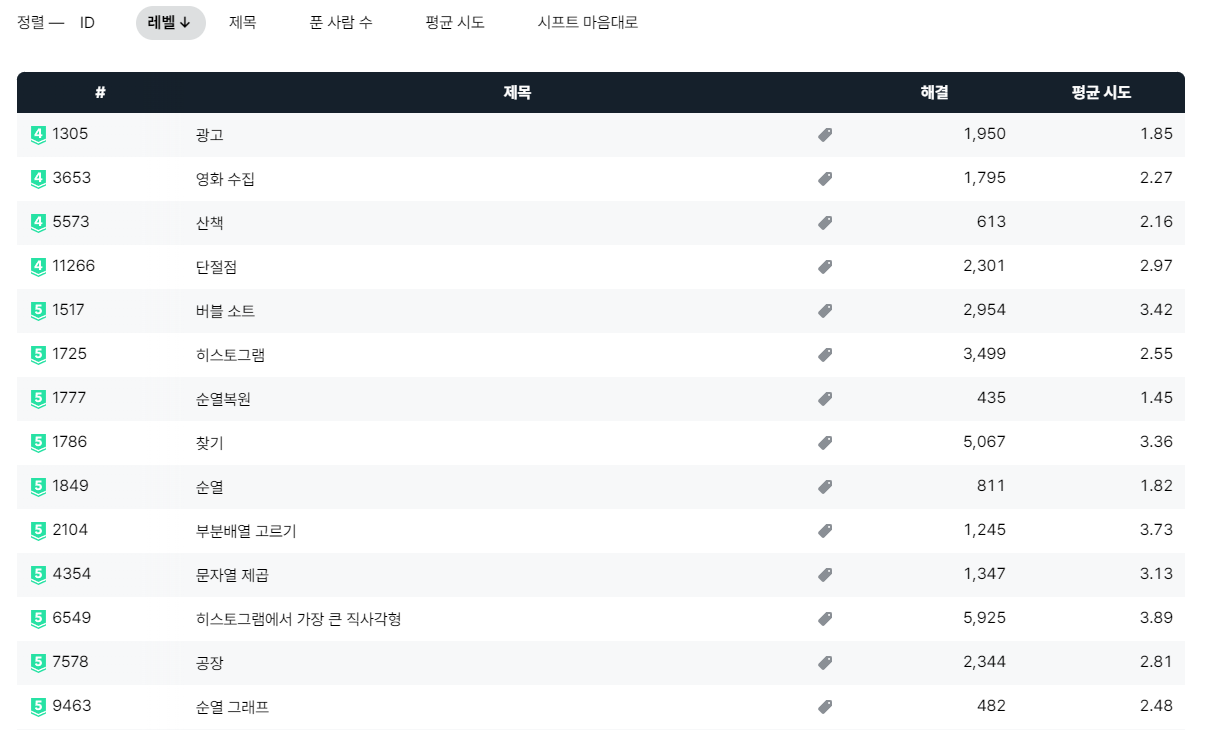 정렬 — ID 레벨 ↓ 제목 푼 사람 수 평균 시도 시프트 마음대로
# 제목 해결 평균 시도
4 1305 광고 1,950 1.85
4 3653 영화 수집 1,795 2.27
4 5573 산책 613 2.16
4 11266 단절점 2,301 2.97
5 1517 버블 소트 2,954 3.42
5 1725 히스토그램 3,499 2.55
5 1777 순열복원 435 1.45
5 1786 찾기 5,067 3.36
5 1849 순열 811 1.82
5 2104 부분배열 고르기 1,245 3.73
5 4354 문자열 제곱 1,347 3.13
5 6549 히스토그램에서 가장 큰 직사각형 5,925 3.89
5 7578 공장 2,344 2.81
5 9463 순열 그래프 482 2.48